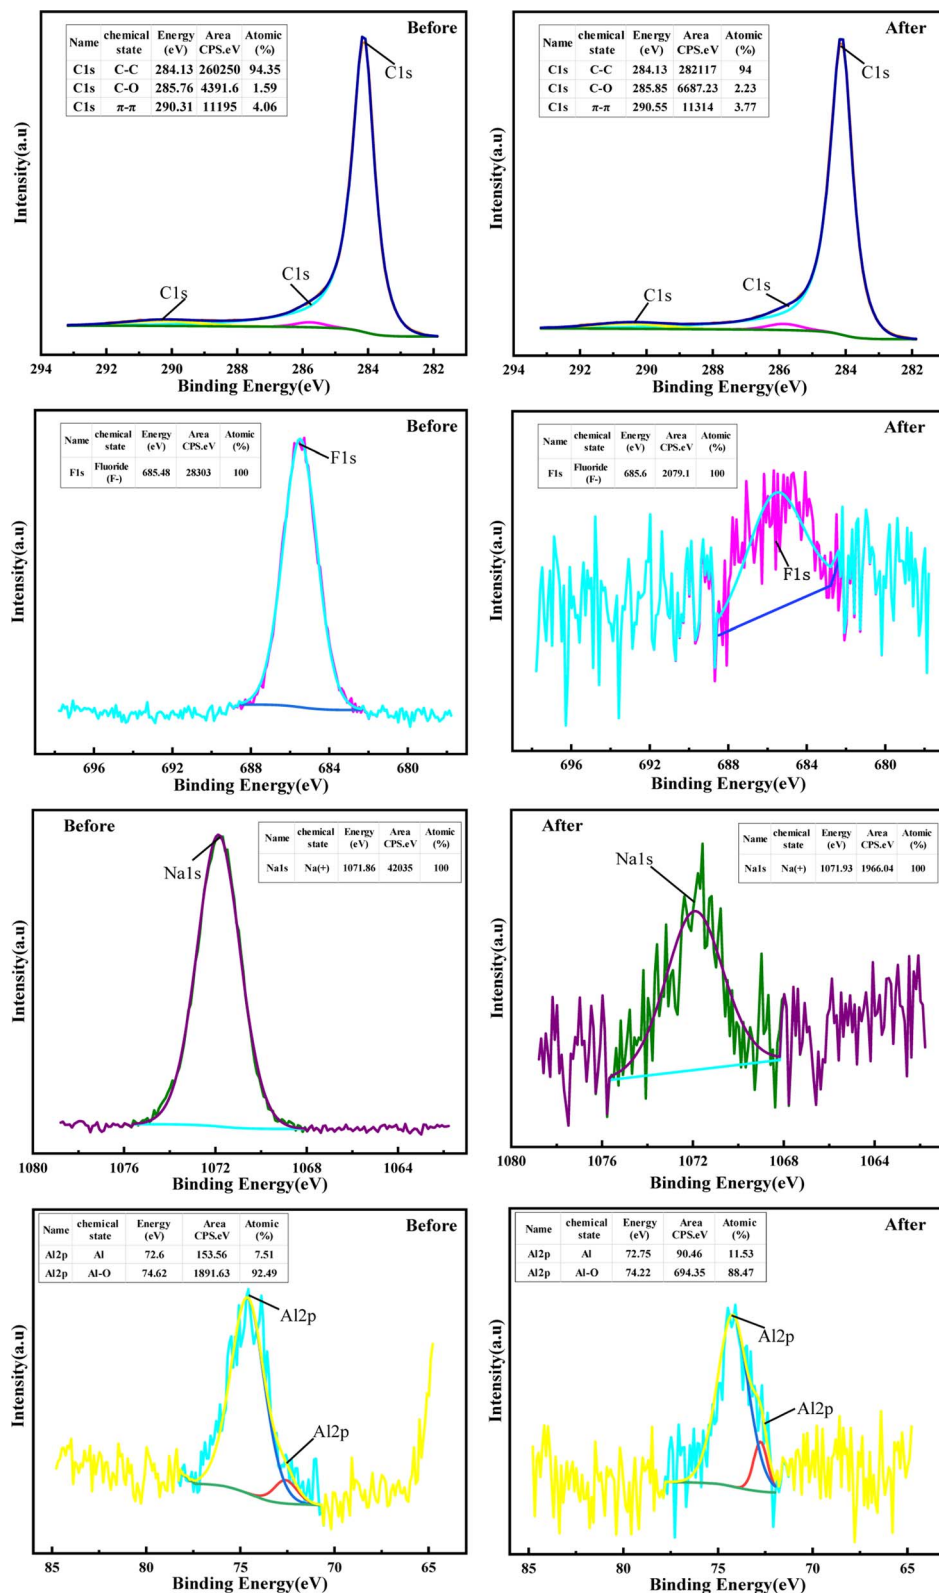 Before
Name chemical state Energy (eV) Area CPS.eV Atomic (%)
C1s C-C 284.13 260250 94.35
C1s C-O 285.76 4391.6 1.59
C1s π-π 290.31 11195 4.06
C1s
C1s
C1s
Intensity(a.u)
294 292 290 288 286 284 282
Binding Energy(eV)
After
Name chemical state Energy (eV) Area CPS.eV Atomic (%)
C1s C-C 284.13 282117 94
C1s C-O 285.85 6687.23 2.23
C1s π-π 290.55 11314 3.77
C1s
C1s
C1s
Intensity(a.u)
294 292 290 288 286 284 282
Binding Energy(eV)
Before
Name chemical state Energy (eV) Area CPS.eV Atomic (%)
F1s Fluoride (F-) 685.48 28303 100
F1s
Intensity(a.u)
696 692 688 684 680
Binding Energy(eV)
After
Name chemical state Energy (eV) Area CPS.eV Atomic (%)
F1s Fluoride (F-) 685.6 2079.1 100
F1s
Intensity(a.u)
696 692 688 684 680
Binding Energy(eV)
Before
Name chemical state Energy (eV) Area CPS.eV Atomic (%)
Na1s Na(+) 1071.86 42035 100
Na1s
Intensity(a.u)
1080 1076 1072 1068 1064
Binding Energy(eV)
After
Name chemical state Energy (eV) Area CPS.eV Atomic (%)
Na1s Na(+) 1071.93 1966.04 100
Na1s
Intensity(a.u)
1080 1076 1072 1068 1064
Binding Energy(eV)
Before
Name chemical state Energy (eV) Area CPS.eV Atomic (%)
Al2p Al 72.6 153.56 7.51
Al2p Al-O 74.62 1891.63 92.49
Al2p
Al2p
Intensity(a.u)
85 80 75 70 65
Binding Energy(eV)
After
Name chemical state Energy (eV) Area CPS.eV Atomic (%)
Al2p Al 72.75 90.46 11.53
Al2p Al-O 74.22 694.35 88.47
Al2p
Al2p
Intensity(a.u)
85 80 75 70 65
Binding Energy(eV)